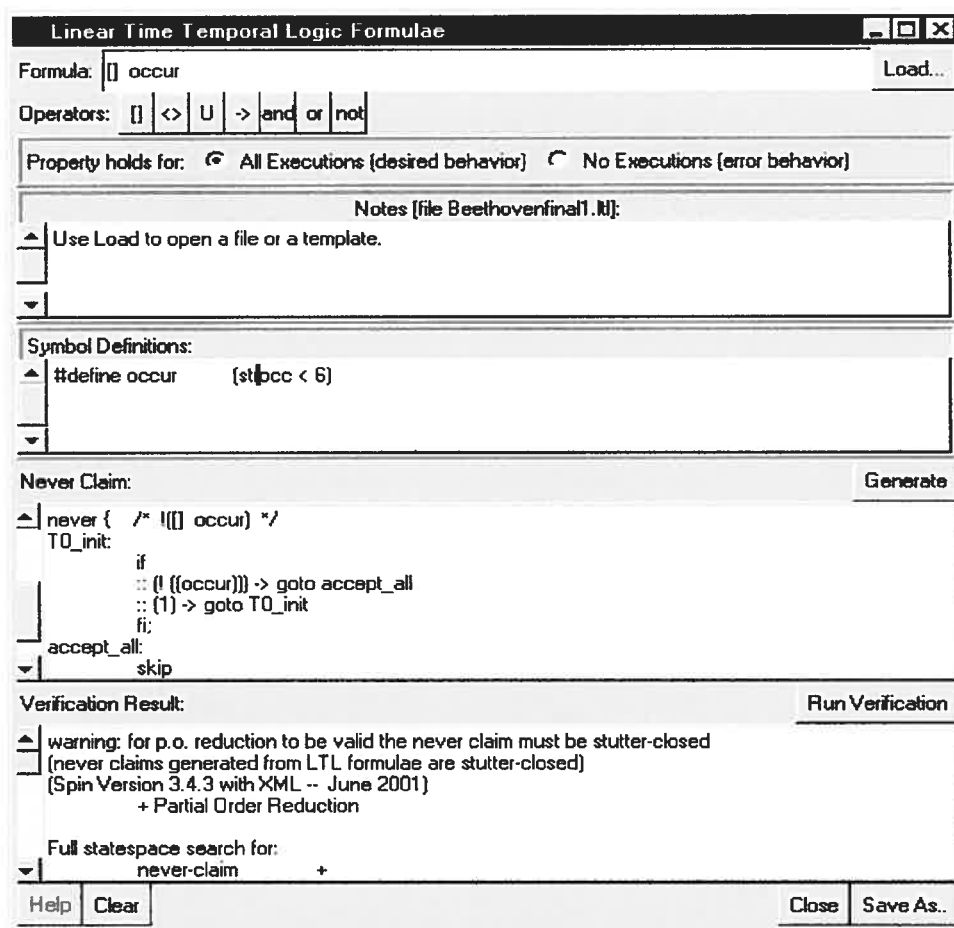 Linear Time Temporal Logic Formulae
Formula: [] occur Load...
Operators: [] <> U -> and or not
Property holds for: All Executions (desired behavior) No Executions (error behavior)
Notes [file Beethovenfinal1.ltl]:
Use Load to open a file or a template.
Symbol Definitions:
#define occur (strocc < 6)
Never Claim: Generate
never { /* !([] occur) */
T0_init:
if
:: (! ((occur))) -> goto accept_all
:: (1) -> goto T0_init
fi;
accept_all:
skip
Verification Result: Run Verification
warning: for p.o. reduction to be valid the never claim must be stutter-closed
(never claims generated from LTL formulae are stutter-closed)
(Spin Version 3.4.3 with XML -- June 2001)
+ Partial Order Reduction
Full statespace search for:
never-claim +
Help Clear Close Save As..